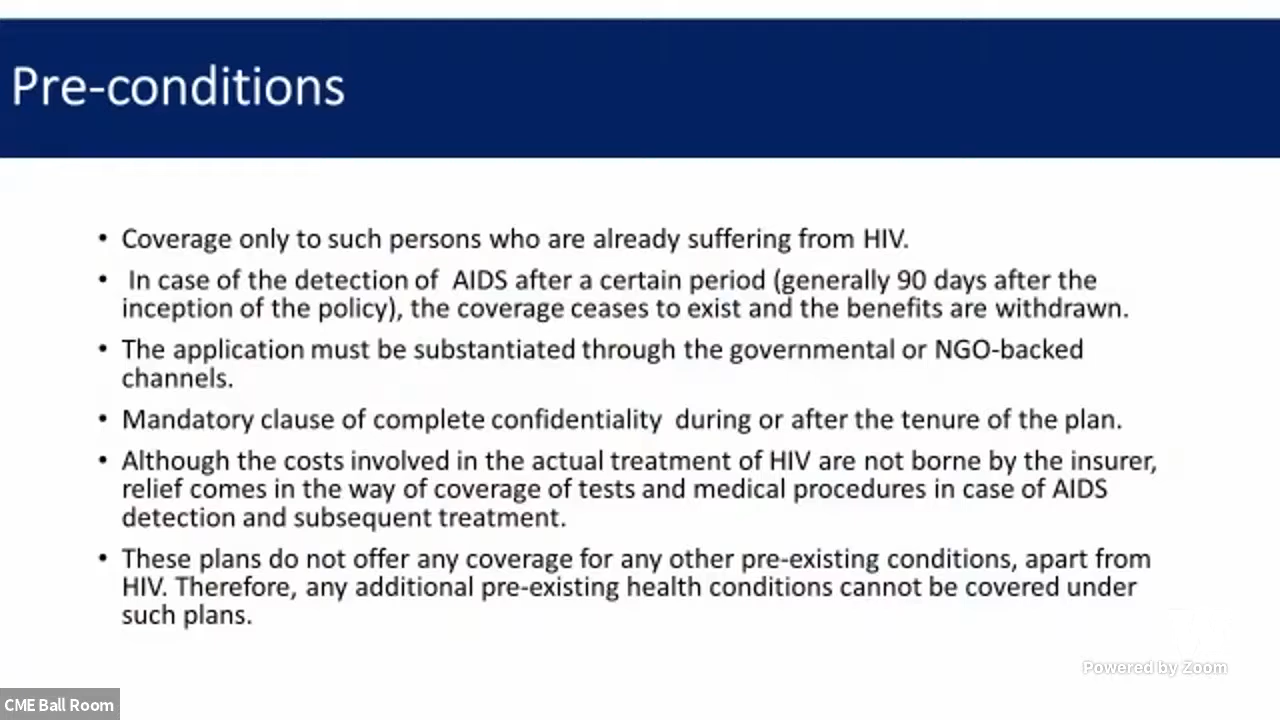 Pre-conditions
• Coverage only to such persons who are already suffering from HIV.
• In case of the detection of AIDS after a certain period (generally 90 days after the
inception of the policy), the coverage ceases to exist and the benefits are withdrawn.
• The application must be substantiated through the governmental or NGO-backed
channels.
• Mandatory clause of complete confidentiality during or after the tenure of the plan.
• Although the costs involved in the actual treatment of HIV are not borne by the insurer,
relief comes in the way of coverage of tests and medical procedures in case of AIDS
detection and subsequent treatment.
• These plans do not offer any coverage for any other pre-existing conditions, apart from
HIV. Therefore, any additional pre-existing health conditions cannot be covered under
such plans.
Powered by Zoom
CME Ball Room